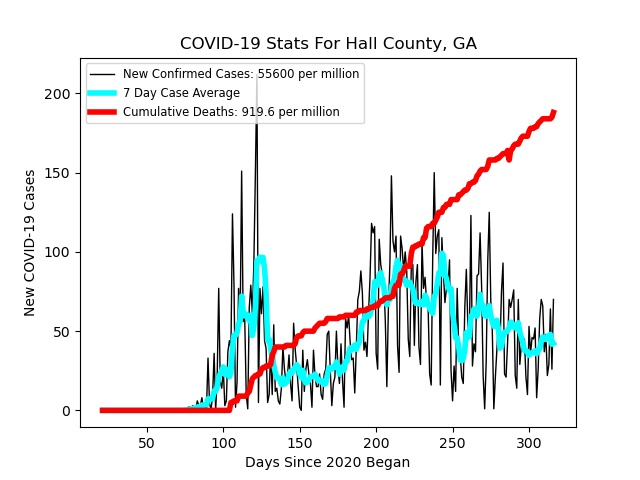 COVID-19 Stats For Hall County, GA
New Confirmed Cases: 55600 per million
7 Day Case Average
Cumulative Deaths: 919.6 per million
New COVID-19 Cases
200
150
100
50
0
50 100 150 200 250 300
Days Since 2020 Began